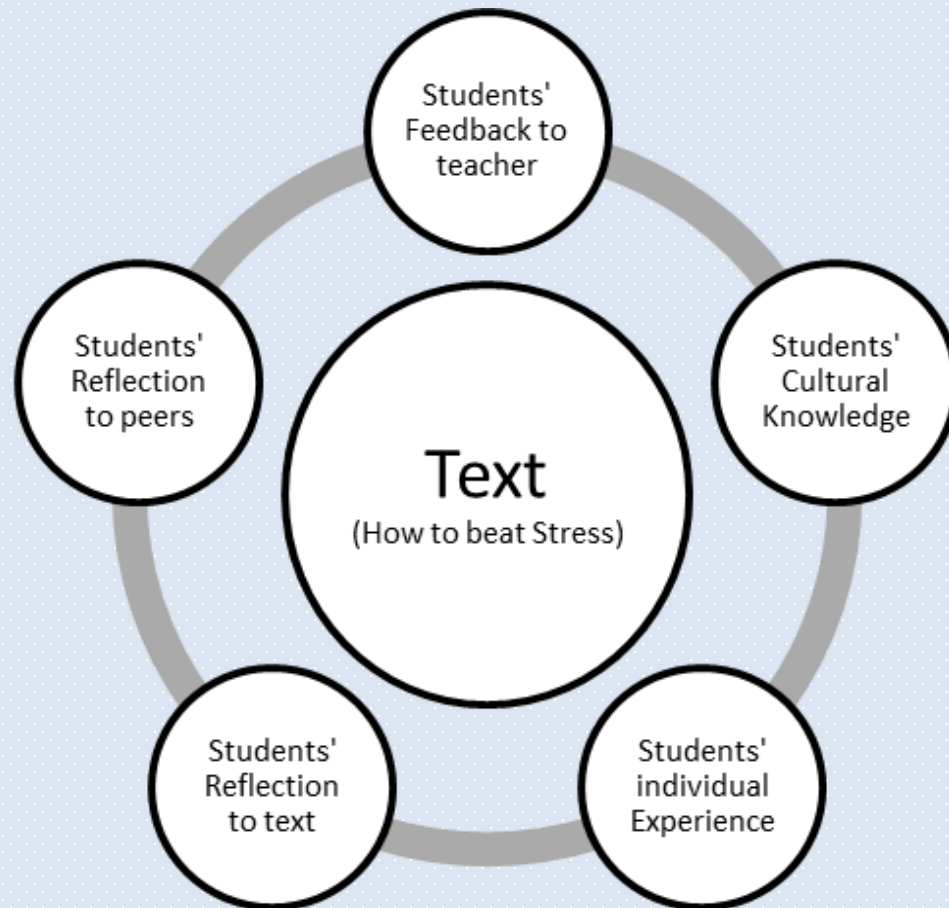 Students'
Feedback to
teacher
Students'
Cultural
Knowledge
Students'
individual
Experience
Students'
Reflection
to text
Students'
Reflection
to peers
Text
(How to beat Stress)